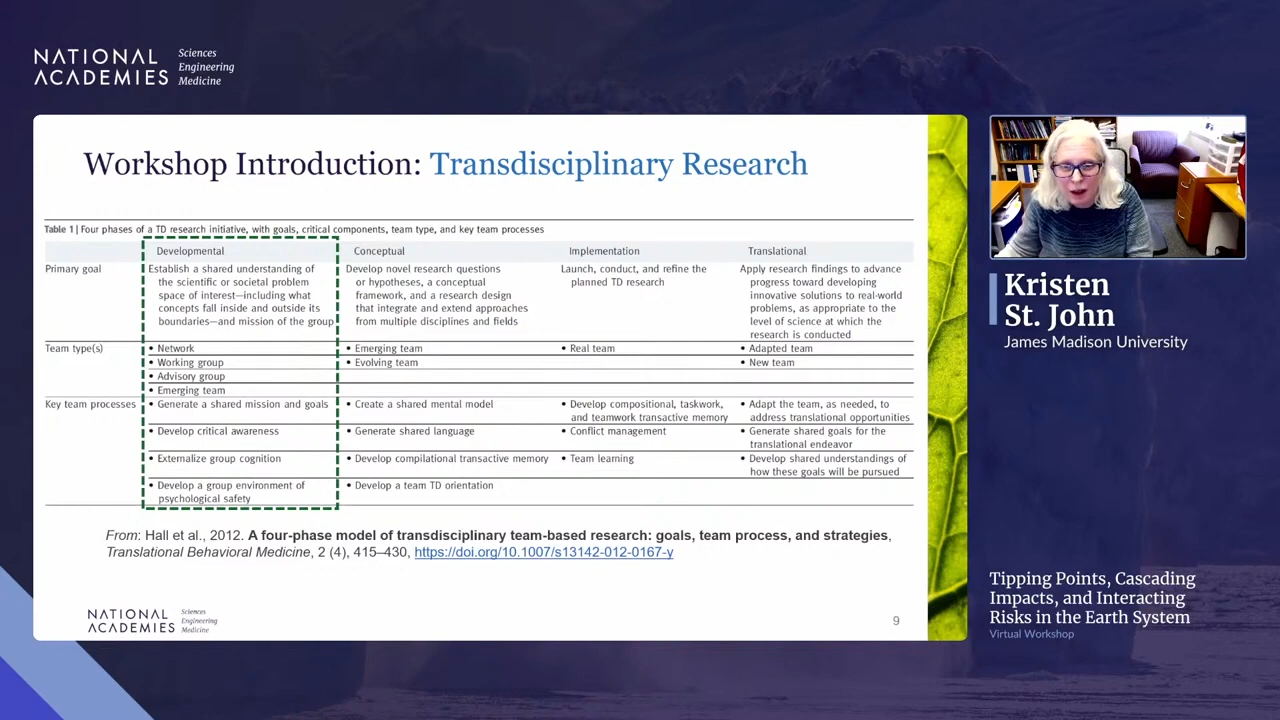 NATIONAL
ACADEMIES
Sciences
Engineering
Medicine
Workshop Introduction: Transdisciplinary Research
Table 1 | Four phases of a TD research initiative, with goals, critical components, team type, and key team processes
Developmental
Conceptual
Implementation
Translational
Primary goal
Establish a shared understanding of
the scientific or societal problem
space of interest—including what
concepts fall inside and outside its
boundaries—and mission of the group
Develop novel research questions
or hypotheses, a conceptual
framework, and a research design
that integrate and extend approaches
from multiple disciplines and fields
Launch, conduct, and refine the
planned TD research
Apply research findings to advance
progress toward developing
innovative solutions to real-world
problems, as appropriate to the
level of science at which the
research is conducted
Team type(s)
• Network
• Emerging team
• Real team
• Adapted team
• Working group
• Evolving team
• New team
• Advisory group
• Emerging team
Key team processes
• Generate a shared mission and goals
• Create a shared mental model
• Develop compositional, taskwork,
and teamwork transactive memory
• Adapt the team, as needed, to
address translational opportunities
• Develop critical awareness
• Generate shared language
• Conflict management
• Generate shared goals for the
translational endeavor
• Externalize group cognition
• Develop compilational transactive memory
• Team learning
• Develop shared understandings of
how these goals will be pursued
• Develop a group environment of
psychological safety
• Develop a team TD orientation
From: Hall et al., 2012. A four-phase model of transdisciplinary team-based research: goals, team process, and strategies,
Translational Behavioral Medicine, 2 (4), 415–430, https://doi.org/10.1007/s13142-012-0167-y
NATIONAL
ACADEMIES
Sciences
Engineering
Medicine
9
Kristen
St. John
James Madison University
Tipping Points, Cascading
Impacts, and Interacting
Risks in the Earth System
Virtual Workshop